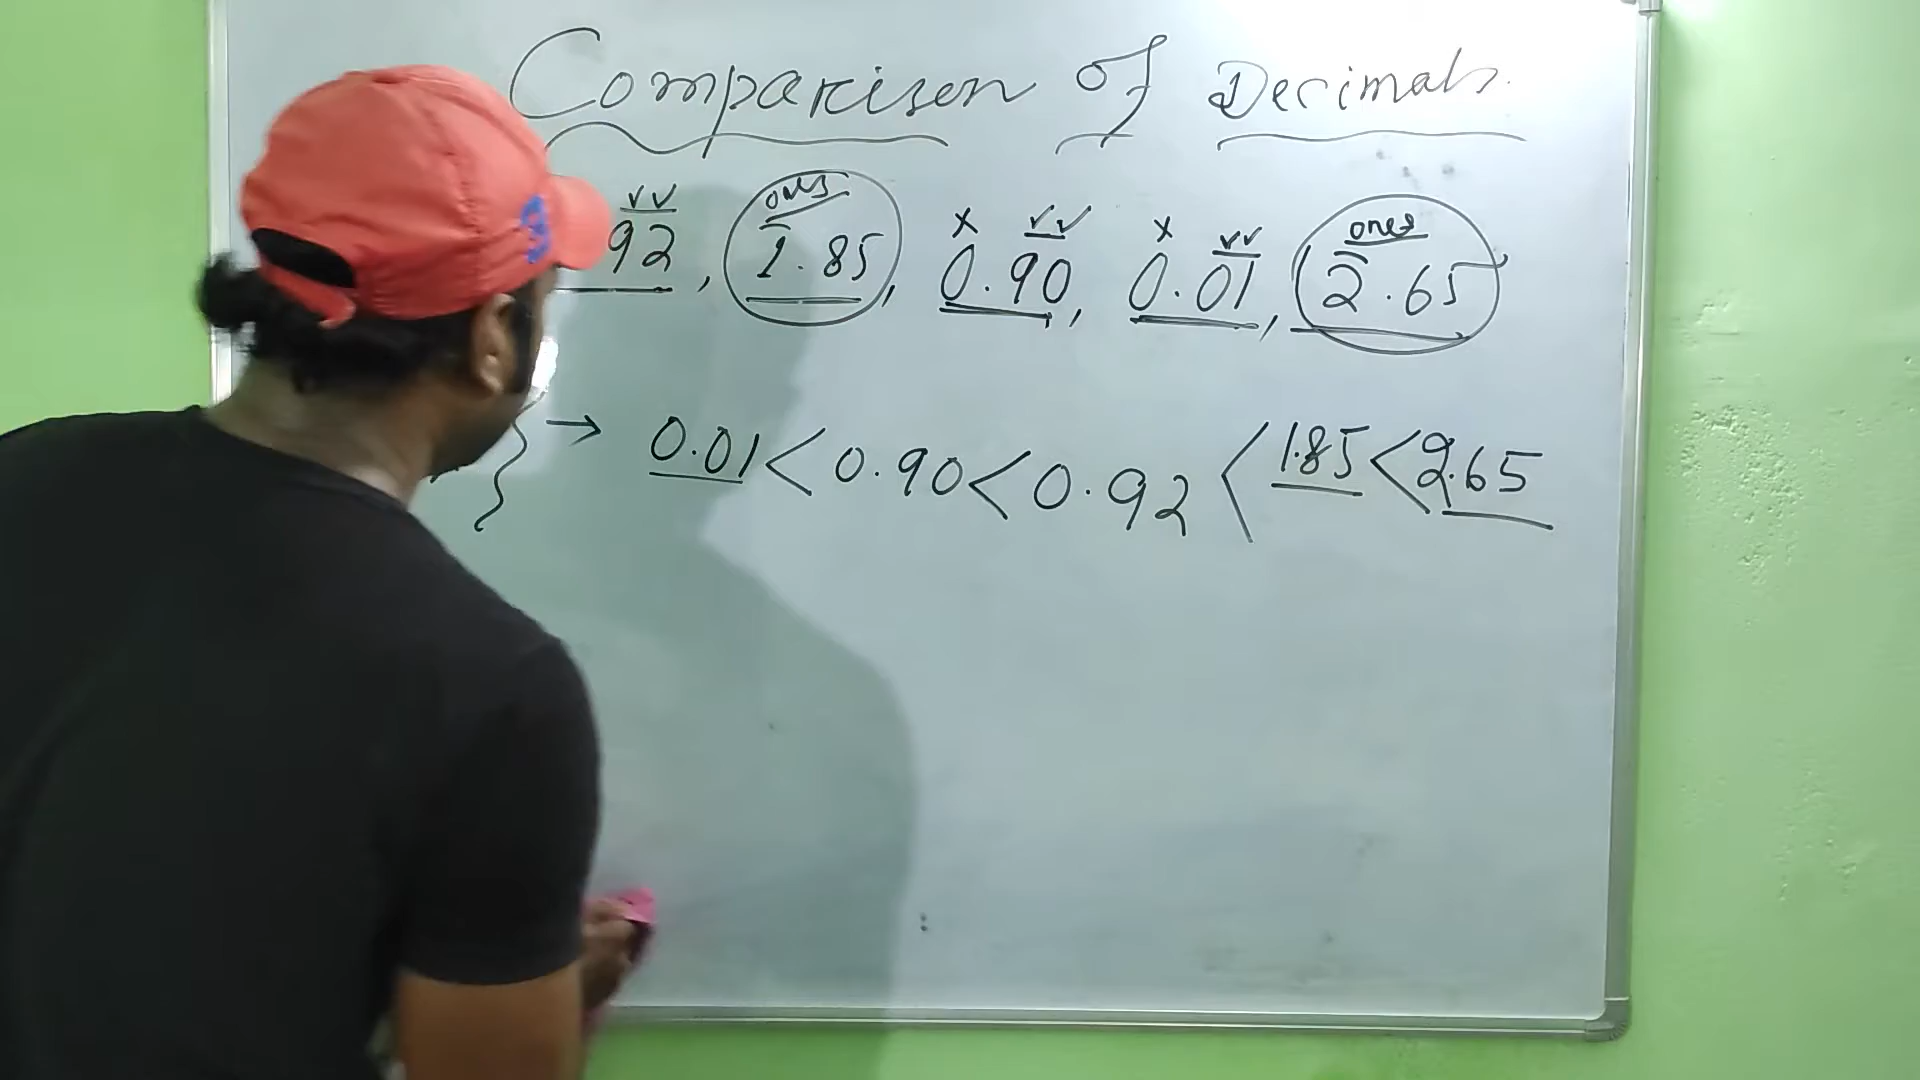 Comparison of Decimals.
✓✓ ones x ✓✓ x ✓✓ ones
92, 1.85, 0.90, 0.01, 2.65
} → 0.01 < 0.90 < 0.92 < 1.85 < 2.65